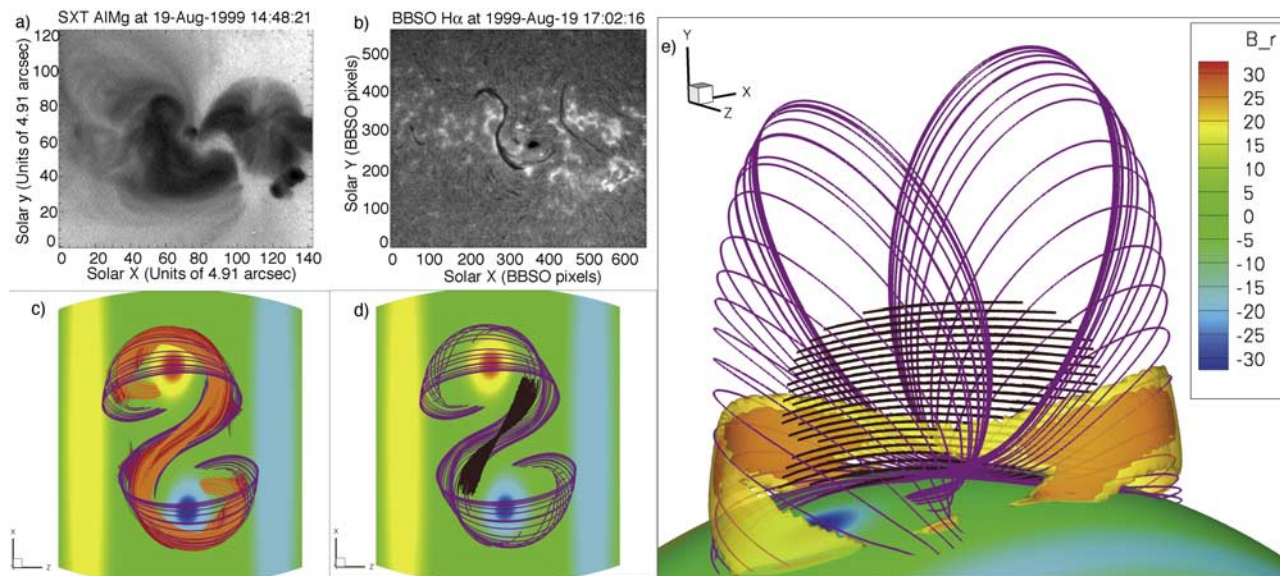 a) SXT AlMg at 19-Aug-1999 14:48:21
Solar y (Units of 4.91 arcsec)
120
100
80
60
40
20
0
0 20 40 60 80 100 120 140
Solar X (Units of 4.91 arcsec)
b) BBSO Hα at 1999-Aug-19 17:02:16
Solar Y (BBSO pixels)
500
400
300
200
100
0
0 100 200 300 400 500 600
Solar X (BBSO pixels)
c)
X
Z
d)
X
Z
e)
Y
X
Z
B_r
30
25
20
15
10
5
0
-5
-10
-15
-20
-25
-30